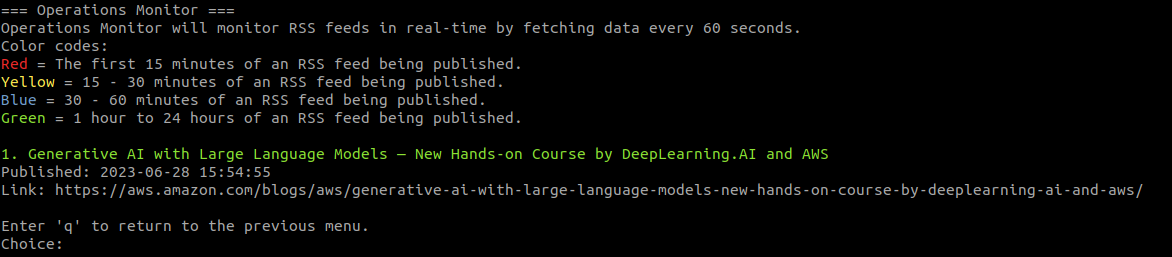 === Operations Monitor ===
Operations Monitor will monitor RSS feeds in real-time by fetching data every 60 seconds.
Color codes:
Red = The first 15 minutes of an RSS feed being published.
Yellow = 15 - 30 minutes of an RSS feed being published.
Blue = 30 - 60 minutes of an RSS feed being published.
Green = 1 hour to 24 hours of an RSS feed being published.
1. Generative AI with Large Language Models — New Hands-on Course by DeepLearning.AI and AWS
Published: 2023-06-28 15:54:55
Link: https://aws.amazon.com/blogs/aws/generative-ai-with-large-language-models-new-hands-on-course-by-deeplearning-ai-and-aws/
Enter 'q' to return to the previous menu.
Choice: